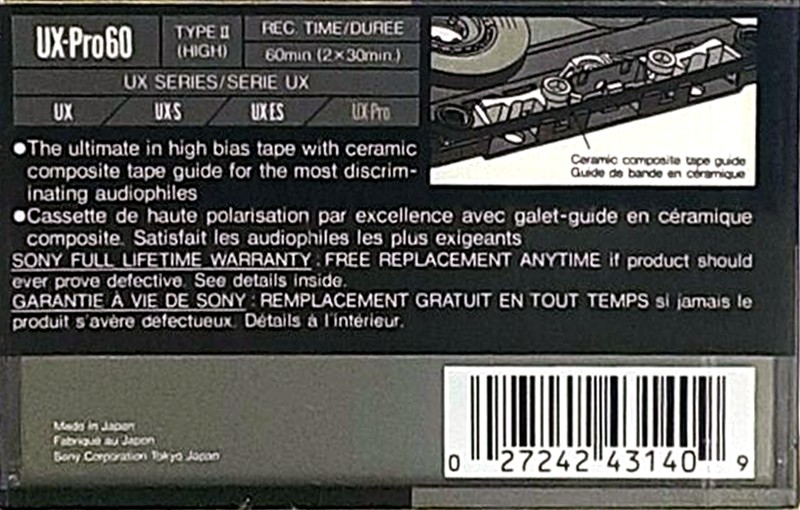 UX-Pro60
TYPE II
(HIGH)
REC. TIME/DURÉE
60min.(2×30min.)
UX SERIES/SERIE UX
UX UX-S UX-ES UX-Pro
Ceramic composite tape guide
Guide de bande en céramique
●The ultimate in high bias tape with ceramic
composite tape guide for the most discrim-
inating audiophiles
●Cassette de haute polarisation par excellence avec galet-guide en céramique
composite. Satisfait les audiophiles les plus exigeants
SONY FULL LIFETIME WARRANTY : FREE REPLACEMENT ANYTIME if product should
ever prove defective. See details inside.
GARANTIE À VIE DE SONY : REMPLACEMENT GRATUIT EN TOUT TEMPS si jamais le
produit s'avère défectueux. Détails à l'intérieur.
Made in Japan
Fabriqué au Japon
Sony Corporation Tokyo Japan
0 27242 43140 9